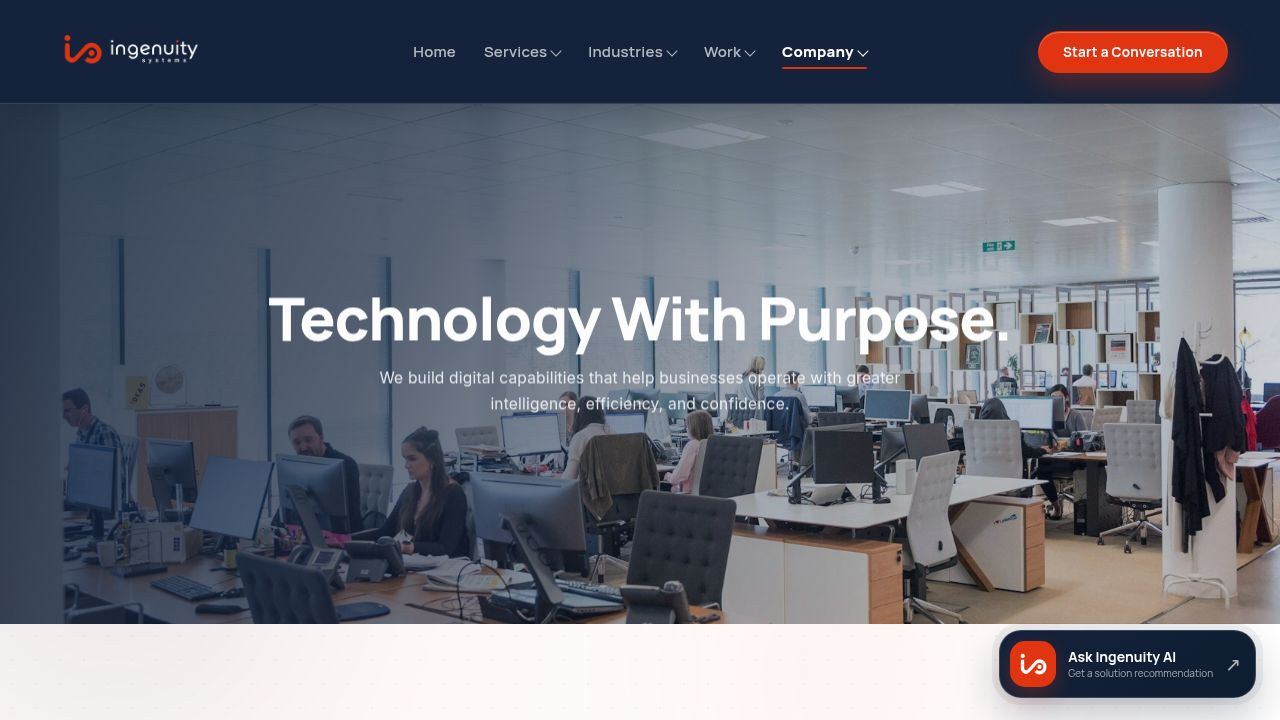 ingenuity
systems
Home
Services
Industries
Work
Company
Start a Conversation
Technology With Purpose.
We build digital capabilities that help businesses operate with greater
intelligence, efficiency, and confidence.
Ask Ingenuity AI
Get a solution recommendation